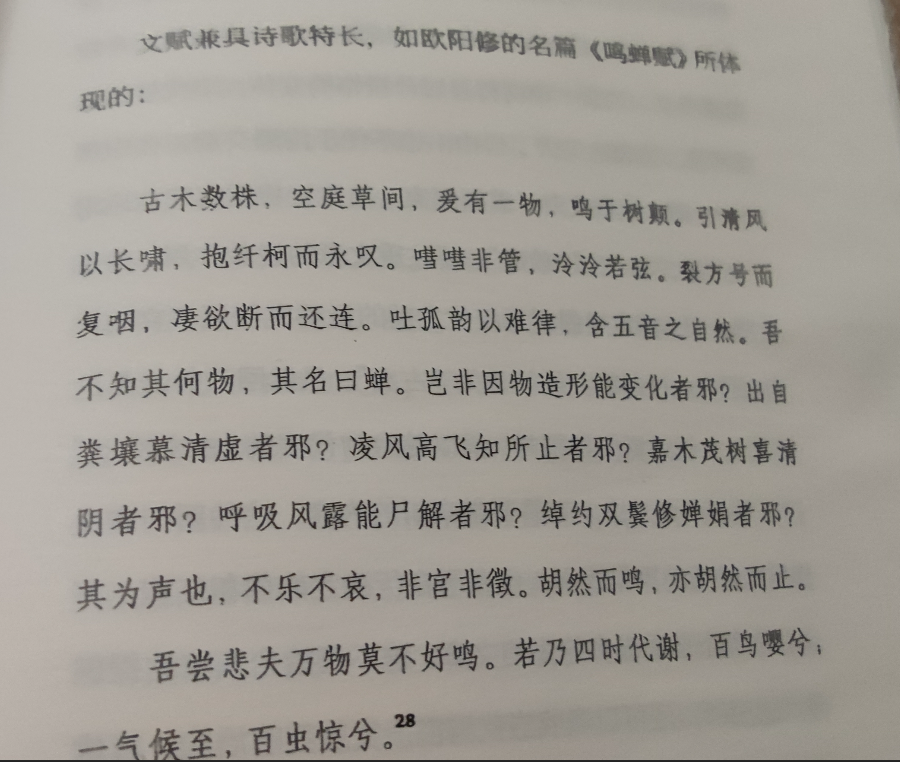 文赋兼具诗歌特长，如欧阳修的名篇《鸣蝉赋》所体
现的：
古木数株，空庭草间，爰有一物，鸣于树颠。引清风
以长啸，抱纤柯而永叹。嘒嘒非管，泠泠若弦。裂方号而
复咽，凄欲断而还连。吐孤韵以难律，含五音之自然。吾
不知其何物，其名曰蝉。岂非因物造形能变化者邪？出自
粪壤慕清虚者邪？凌风高飞知所止者邪？嘉木茂树喜清
阴者邪？呼吸风露能尸解者邪？绰约双鬓修婵娟者邪？
其为声也，不乐不哀，非宫非徵。胡然而鸣，亦胡然而止。
吾尝悲夫万物莫不好鸣。若乃四时代谢，百鸟嘤兮；
一气候至，百虫惊兮。28